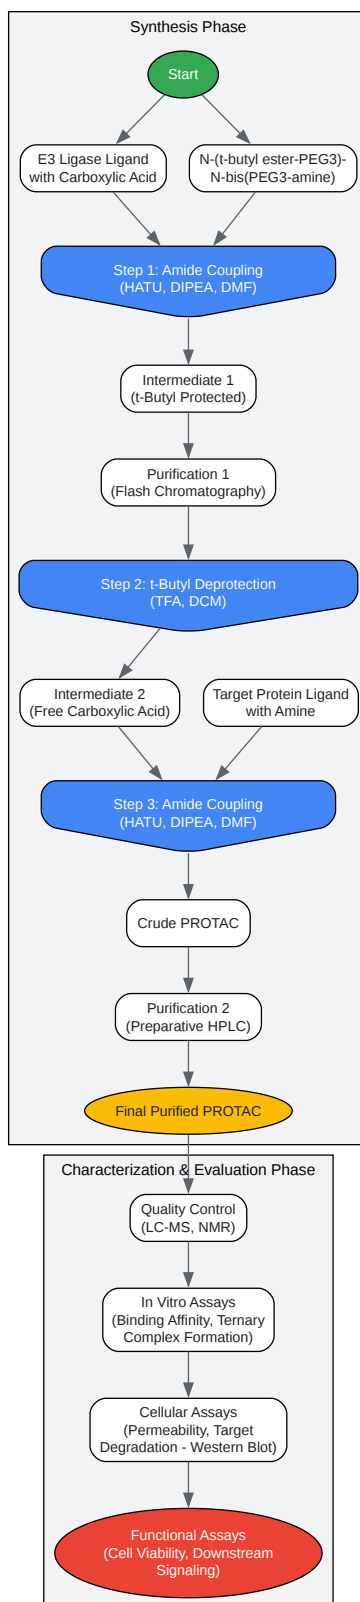 Synthesis Phase
Start
E3 Ligase Ligand
with Carboxylic Acid
N-(t-butyl ester-PEG3)-
N-bis(PEG3-amine)
Step 1: Amide Coupling
(HATU, DIPEA, DMF)
Intermediate 1
(t-Butyl Protected)
Purification 1
(Flash Chromatography)
Step 2: t-Butyl Deprotection
(TFA, DCM)
Intermediate 2
(Free Carboxylic Acid)
Target Protein Ligand
with Amine
Step 3: Amide Coupling
(HATU, DIPEA, DMF)
Crude PROTAC
Purification 2
(Preparative HPLC)
Final Purified PROTAC
Characterization & Evaluation Phase
Quality Control
(LC-MS, NMR)
In Vitro Assays
(Binding Affinity, Ternary
Complex Formation)
Cellular Assays
(Permeability, Target
Degradation - Western Blot)
Functional Assays
(Cell Viability, Downstream
Signaling)